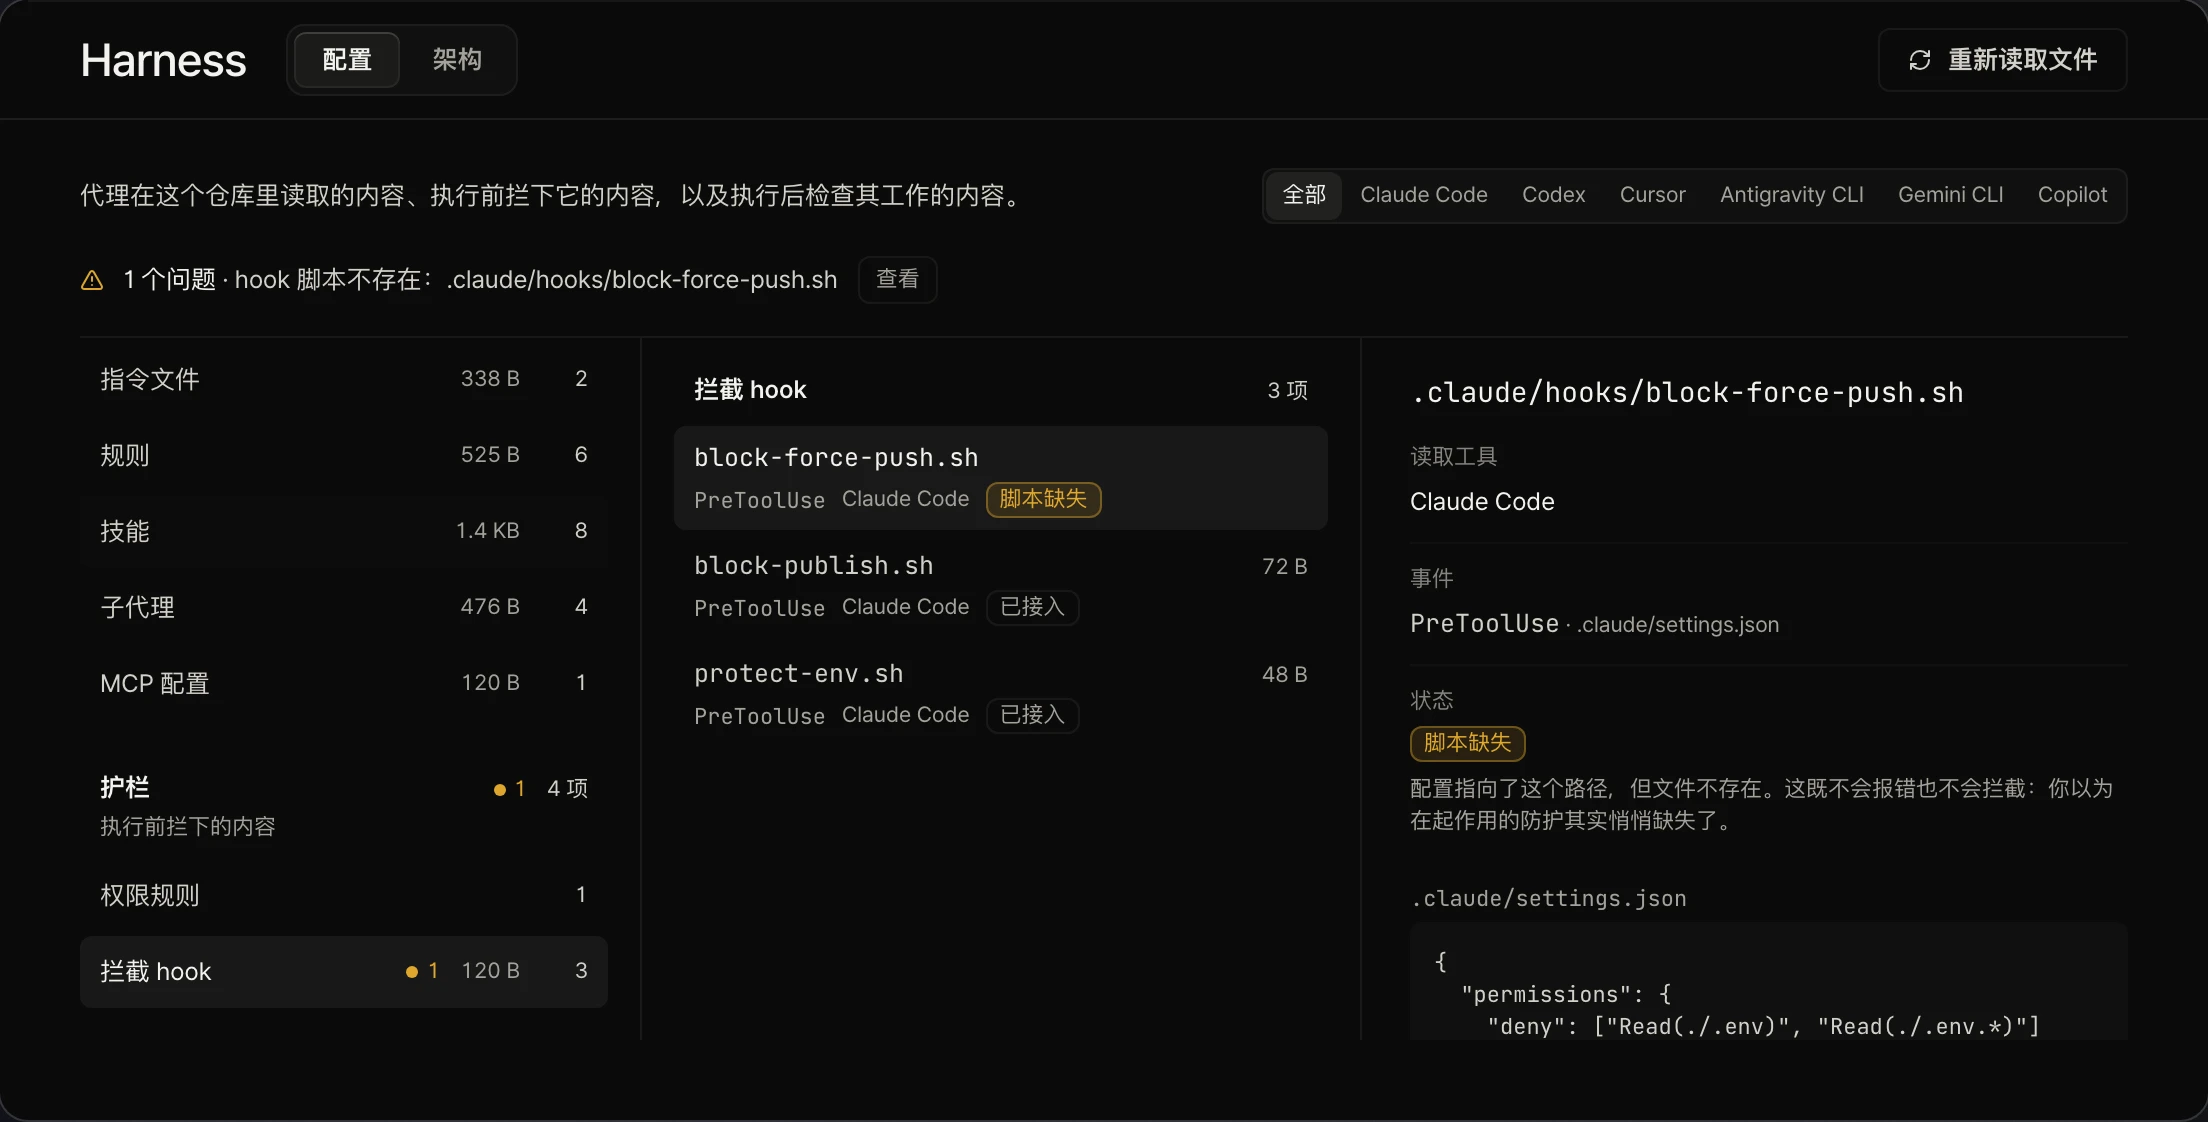 Harness
配置
架构
重新读取文件
代理在这个仓库里读取的内容、执行前拦下它的内容，以及执行后检查其工作的内容。
全部 Claude Code Codex Cursor Antigravity CLI Gemini CLI Copilot
1 个问题 · hook 脚本不存在：.claude/hooks/block-force-push.sh 查看
指令文件 338 B 2
规则 525 B 6
技能 1.4 KB 8
子代理 476 B 4
MCP 配置 120 B 1
护栏 1 4 项
执行前拦下的内容
权限规则 1
拦截 hook 1 120 B 3
拦截 hook 3 项
block-force-push.sh
PreToolUse Claude Code 脚本缺失
block-publish.sh 72 B
PreToolUse Claude Code 已接入
protect-env.sh 48 B
PreToolUse Claude Code 已接入
.claude/hooks/block-force-push.sh
读取工具
Claude Code
事件
PreToolUse · .claude/settings.json
状态
脚本缺失
配置指向了这个路径，但文件不存在。这既不会报错也不会拦截：你以为
在起作用的防护其实悄悄缺失了。
.claude/settings.json
{
"permissions": {
"deny": ["Read(./.env)", "Read(./.env.*)"]